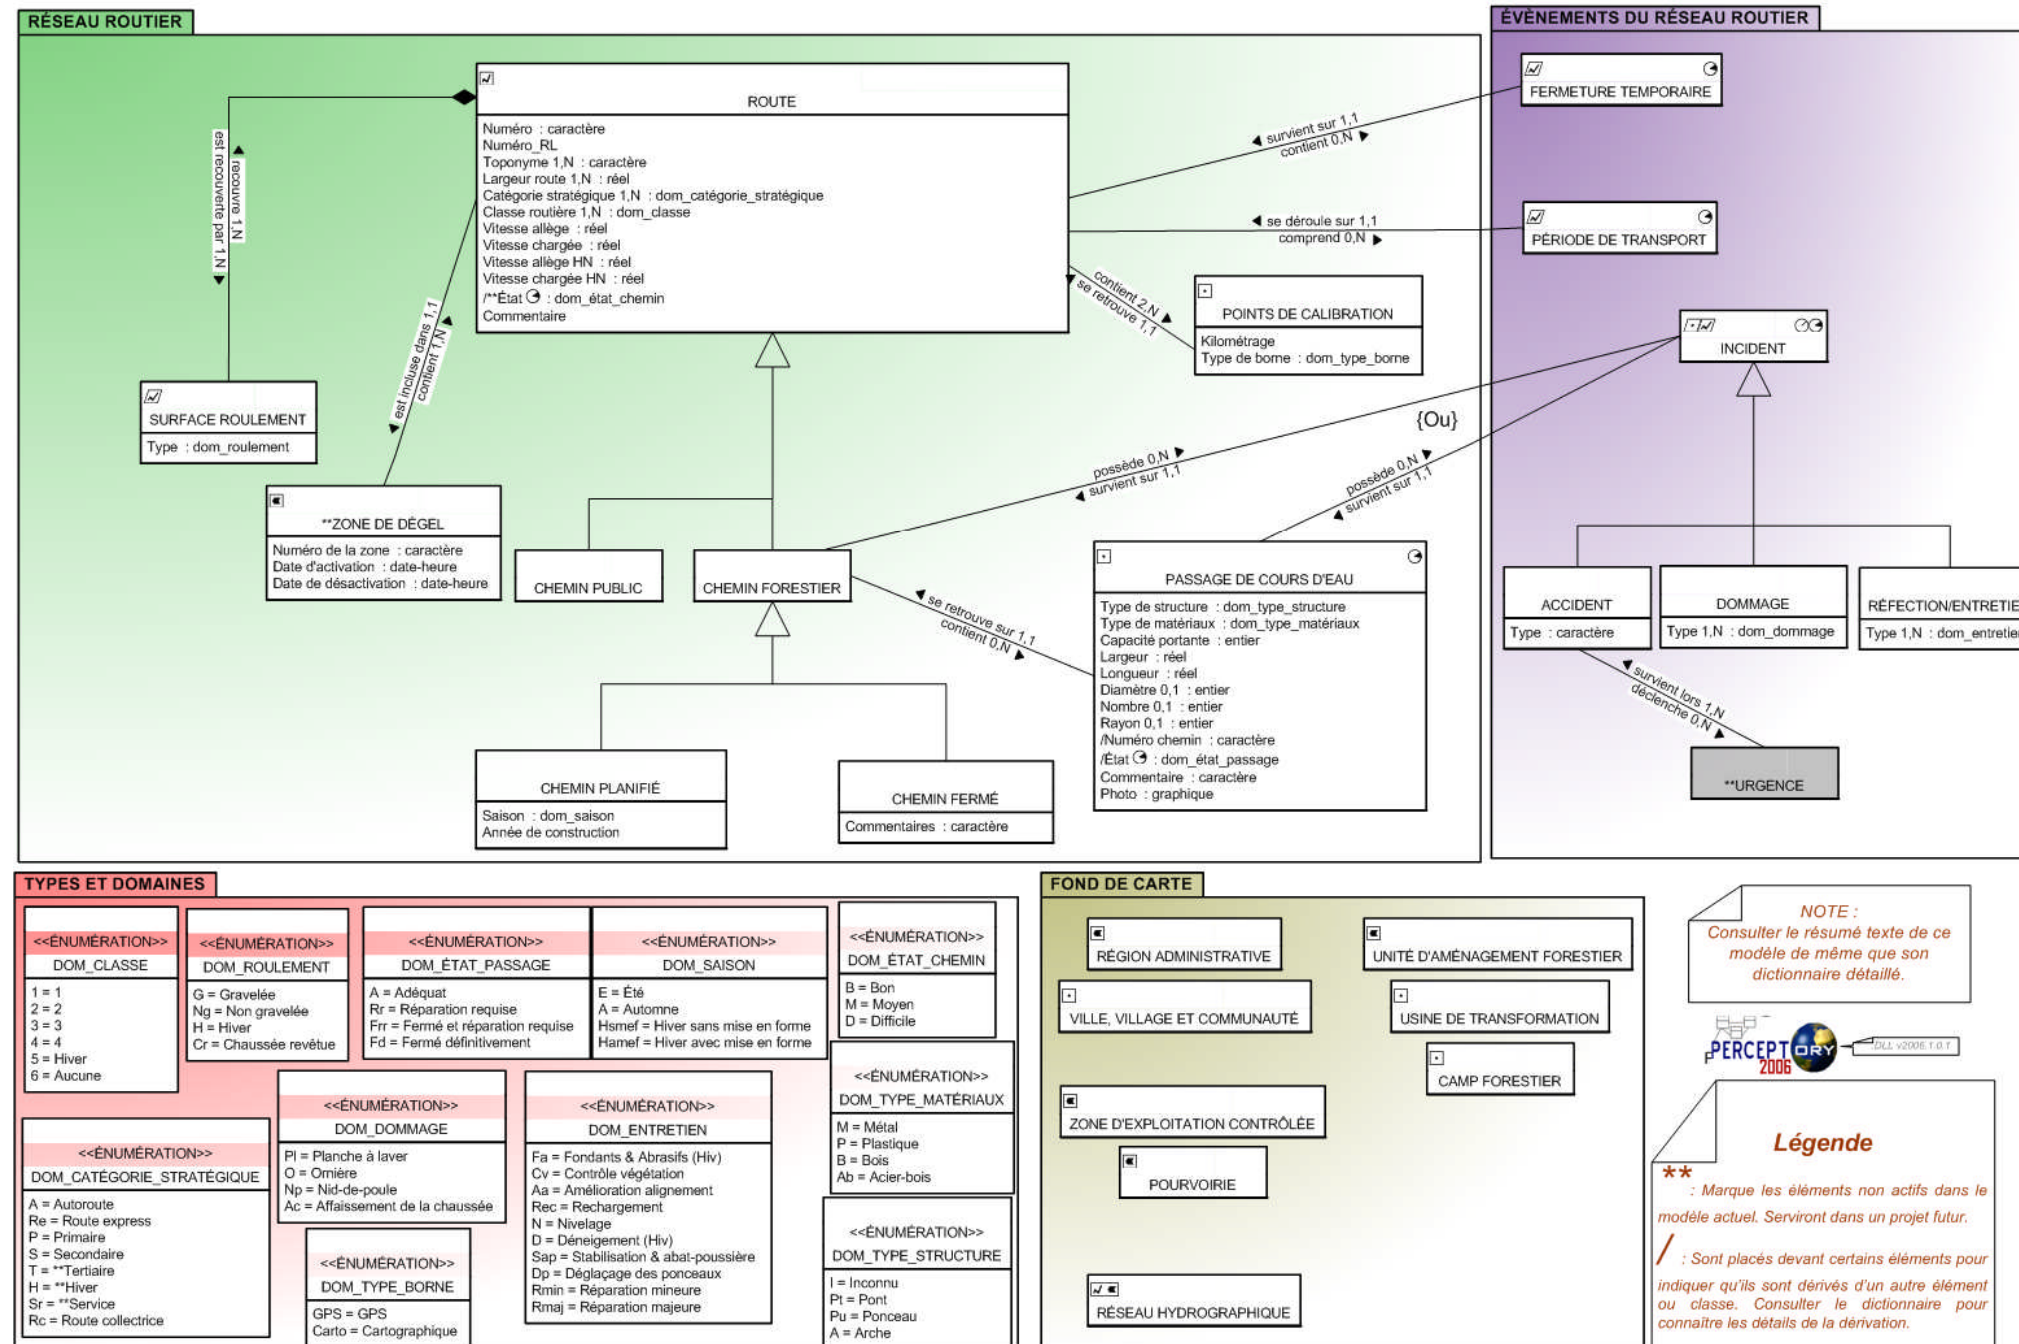 RÉSEAU ROUTIER
ROUTE
Numéro : caractère
Numéro_RL
Toponyme 1,N : caractère
Largeur route 1,N : réel
Catégorie stratégique 1,N : dom_catégorie_stratégique
Classe routière 1,N : dom_classe
Vitesse allège : réel
Vitesse chargée : réel
Vitesse allège HN : réel
Vitesse chargée HN : réel
/**État : dom_état_chemin
Commentaire
recouvre 1,N
est recouverte par 1,N
SURFACE ROULEMENT
Type : dom_roulement
est incluse dans 1,1
contient 1,N
**ZONE DE DÉGEL
Numéro de la zone : caractère
Date d'activation : date-heure
Date de désactivation : date-heure
contient 2,N
se retrouve 1,1
POINTS DE CALIBRATION
Kilométrage
Type de borne : dom_type_borne
CHEMIN PUBLIC
CHEMIN FORESTIER
se retrouve sur 1,1
contient 0,N
PASSAGE DE COURS D'EAU
Type de structure : dom_type_structure
Type de matériaux : dom_type_matériaux
Capacité portante : entier
Largeur : réel
Longueur : réel
Diamètre 0,1 : entier
Nombre 0,1 : entier
Rayon 0,1 : entier
/Numéro chemin : caractère
/État : dom_état_passage
Commentaire : caractère
Photo : graphique
CHEMIN PLANIFIÉ
Saison : dom_saison
Année de construction
CHEMIN FERMÉ
Commentaires : caractère
survient sur 1,1
contient 0,N
se déroule sur 1,1
comprend 0,N
possède 0,N
survient sur 1,1
{Ou}
possède 0,N
survient sur 1,1
ÉVÈNEMENTS DU RÉSEAU ROUTIER
FERMETURE TEMPORAIRE
PÉRIODE DE TRANSPORT
INCIDENT
ACCIDENT
Type : caractère
DOMMAGE
Type 1,N : dom_dommage
RÉFECTION/ENTRETIE
Type 1,N : dom_entretie
survient lors 1,N
déclenche 0,N
**URGENCE
TYPES ET DOMAINES
<<ÉNUMÉRATION>>
DOM_CLASSE
1 = 1
2 = 2
3 = 3
4 = 4
5 = Hiver
6 = Aucune
<<ÉNUMÉRATION>>
DOM_ROULEMENT
G = Gravelée
Ng = Non gravelée
H = Hiver
Cr = Chaussée revêtue
<<ÉNUMÉRATION>>
DOM_ÉTAT_PASSAGE
A = Adéquat
Rr = Réparation requise
Frr = Fermé et réparation requise
Fd = Fermé définitivement
<<ÉNUMÉRATION>>
DOM_SAISON
E = Été
A = Automne
Hsmef = Hiver sans mise en forme
Hamef = Hiver avec mise en forme
<<ÉNUMÉRATION>>
DOM_ÉTAT_CHEMIN
B = Bon
M = Moyen
D = Difficile
<<ÉNUMÉRATION>>
DOM_CATÉGORIE_STRATÉGIQUE
A = Autoroute
Re = Route express
P = Primaire
S = Secondaire
T = **Tertiaire
H = **Hiver
Sr = **Service
Rc = Route collectrice
<<ÉNUMÉRATION>>
DOM_DOMMAGE
Pl = Planche à laver
O = Ornière
Np = Nid-de-poule
Ac = Affaissement de la chaussée
<<ÉNUMÉRATION>>
DOM_TYPE_BORNE
GPS = GPS
Carto = Cartographique
<<ÉNUMÉRATION>>
DOM_ENTRETIEN
Fa = Fondants & Abrasifs (Hiv)
Cv = Contrôle végétation
Aa = Amélioration alignement
Rec = Rechargement
N = Nivelage
D = Déneigement (Hiv)
Sap = Stabilisation & abat-poussière
Dp = Déglaçage des ponceaux
Rmin = Réparation mineure
Rmaj = Réparation majeure
<<ÉNUMÉRATION>>
DOM_TYPE_MATÉRIAUX
M = Métal
P = Plastique
B = Bois
Ab = Acier-bois
<<ÉNUMÉRATION>>
DOM_TYPE_STRUCTURE
I = Inconnu
Pt = Pont
Pu = Ponceau
A = Arche
FOND DE CARTE
RÉGION ADMINISTRATIVE
UNITÉ D'AMÉNAGEMENT FORESTIER
VILLE, VILLAGE ET COMMUNAUTÉ
USINE DE TRANSFORMATION
CAMP FORESTIER
ZONE D'EXPLOITATION CONTRÔLÉE
POURVOIRIE
RÉSEAU HYDROGRAPHIQUE
NOTE :
Consulter le résumé texte de ce
modèle de même que son
dictionnaire détaillé.
PERCEPTORY
2006
DLL v2006.1.0.1
Légende
**
: Marque les éléments non actifs dans le
modèle actuel. Serviront dans un projet futur.
/ : Sont placés devant certains éléments pour
indiquer qu'ils sont dérivés d'un autre élément
ou classe. Consulter le dictionnaire pour
connaître les détails de la dérivation.